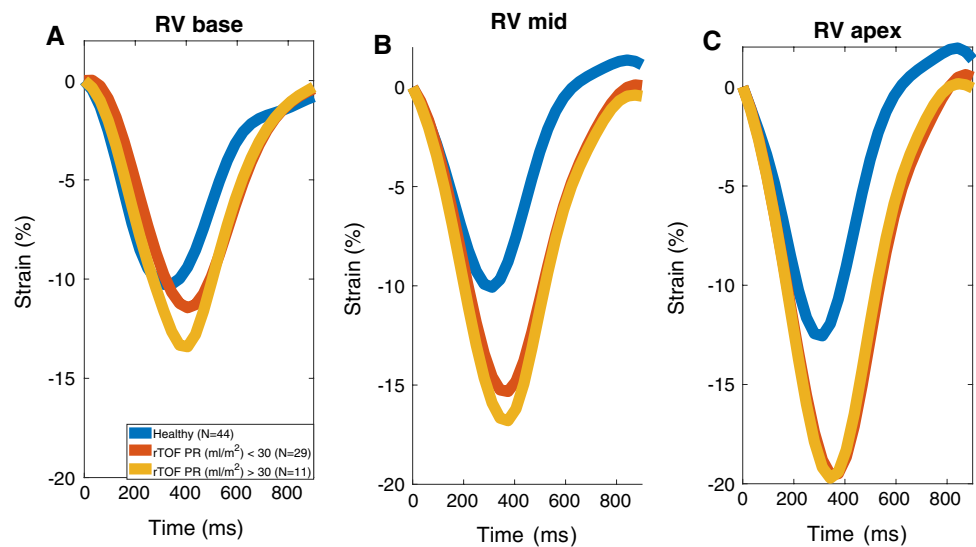 A
RV base
0
-5
-10
-15
-20
Strain (%)
Healthy (N=44)
rTOF PR (ml/m²) < 30 (N=29)
rTOF PR (ml/m²) > 30 (N=11)
0 200 400 600 800
Time (ms)
B
RV mid
0
-5
-10
-15
-20
Strain (%)
0 200 400 600 800
Time (ms)
C
RV apex
0
-5
-10
-15
-20
Strain (%)
0 200 400 600 800
Time (ms)